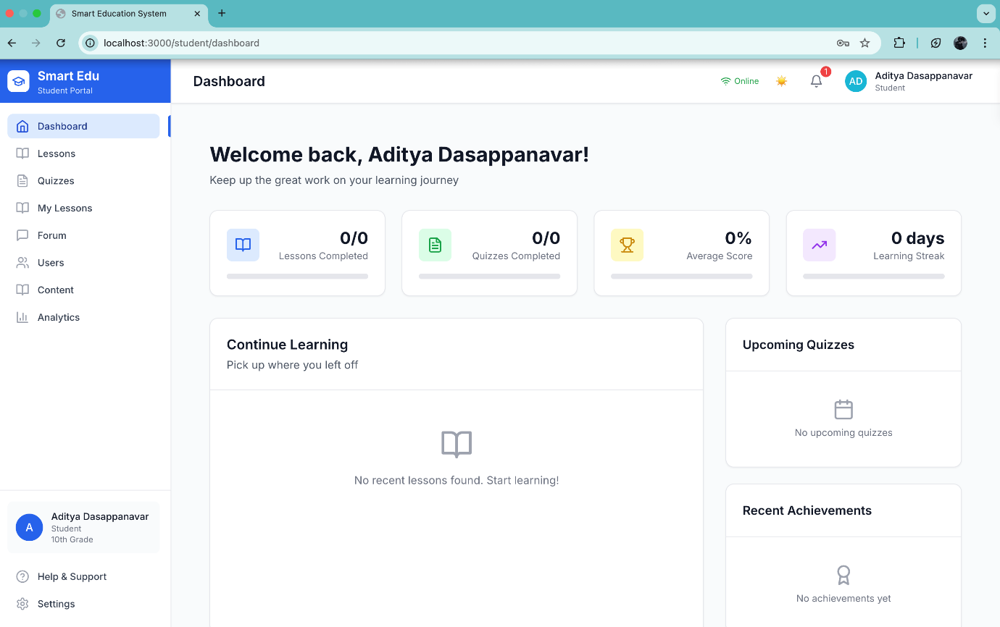 Smart Education System
localhost:3000/student/dashboard
Smart Edu
Student Portal
Dashboard
Online
1
AD
Aditya Dasappanavar
Student
Dashboard
Lessons
Quizzes
My Lessons
Forum
Users
Content
Analytics
Welcome back, Aditya Dasappanavar!
Keep up the great work on your learning journey
0/0
Lessons Completed
0/0
Quizzes Completed
0%
Average Score
0 days
Learning Streak
Continue Learning
Pick up where you left off
No recent lessons found. Start learning!
Upcoming Quizzes
No upcoming quizzes
Recent Achievements
No achievements yet
A
Aditya Dasappanavar
Student
10th Grade
Help & Support
Settings